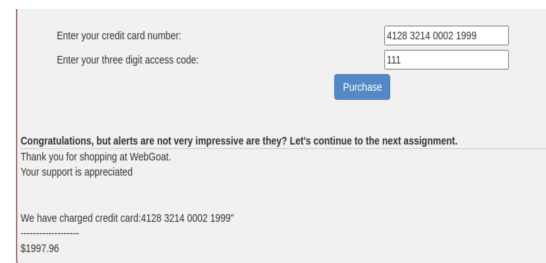 Enter your credit card number: 4128 3214 0002 1999
Enter your three digit access code: 111
Purchase
Congratulations, but alerts are not very impressive are they? Let's continue to the next assignment.
Thank you for shopping at WebGoat.
Your support is appreciated
We have charged credit card:4128 3214 0002 1999"
-------------------
$1997.96